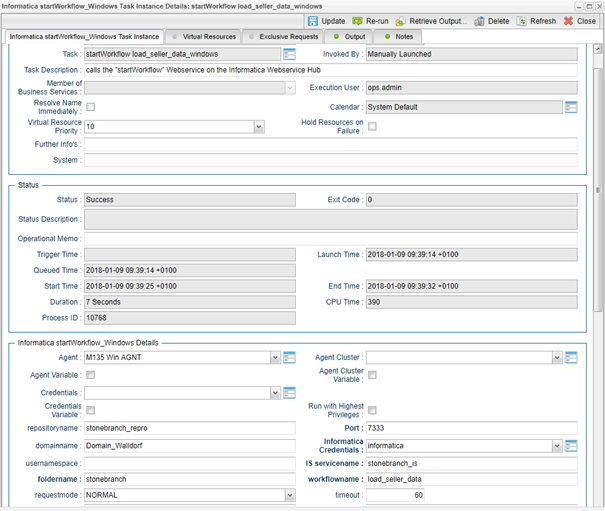 Informatica startWorkflow_Windows Task Instance Details: startWorkflow load_seller_data_windows
Update Re-run Retrieve Output... Delete Refresh Close
Informatica startWorkflow_Windows Task Instance Virtual Resources Exclusive Requests Output Notes
Task : startWorkflow load_seller_data_windows Invoked By : Manually Launched
Task Description : calls the "startWorkflow" Webservice on the Informatica Webservice Hub
Member of
Business Services : Execution User : ops.admin
Resolve Name
Immediately : Calendar : System Default
Virtual Resource
Priority : 10 Hold Resources on
Failure :
Further Info's :
System :
Status
Status : Success Exit Code : 0
Status Description :
Operational Memo :
Trigger Time : Launch Time : 2018-01-09 09:39:14 +0100
Queued Time : 2018-01-09 09:39:14 +0100
Start Time : 2018-01-09 09:39:25 +0100 End Time : 2018-01-09 09:39:32 +0100
Duration : 7 Seconds CPU Time : 390
Process ID : 10768
Informatica startWorkflow_Windows Details
Agent : M135 Win AGNT Agent Cluster :
Agent Variable : Agent Cluster
Variable :
Credentials :
Credentials
Variable : Run with Highest
Privileges :
repositoryname : stonebranch_repro Port : 7333
domainname : Domain_Walldorf Informatica
Credentials : informatica
usernamespace : IS servicename : stonebranch_is
foldername : stonebranch workflowname : load_seller_data
requestmode : NORMAL timeout : 60